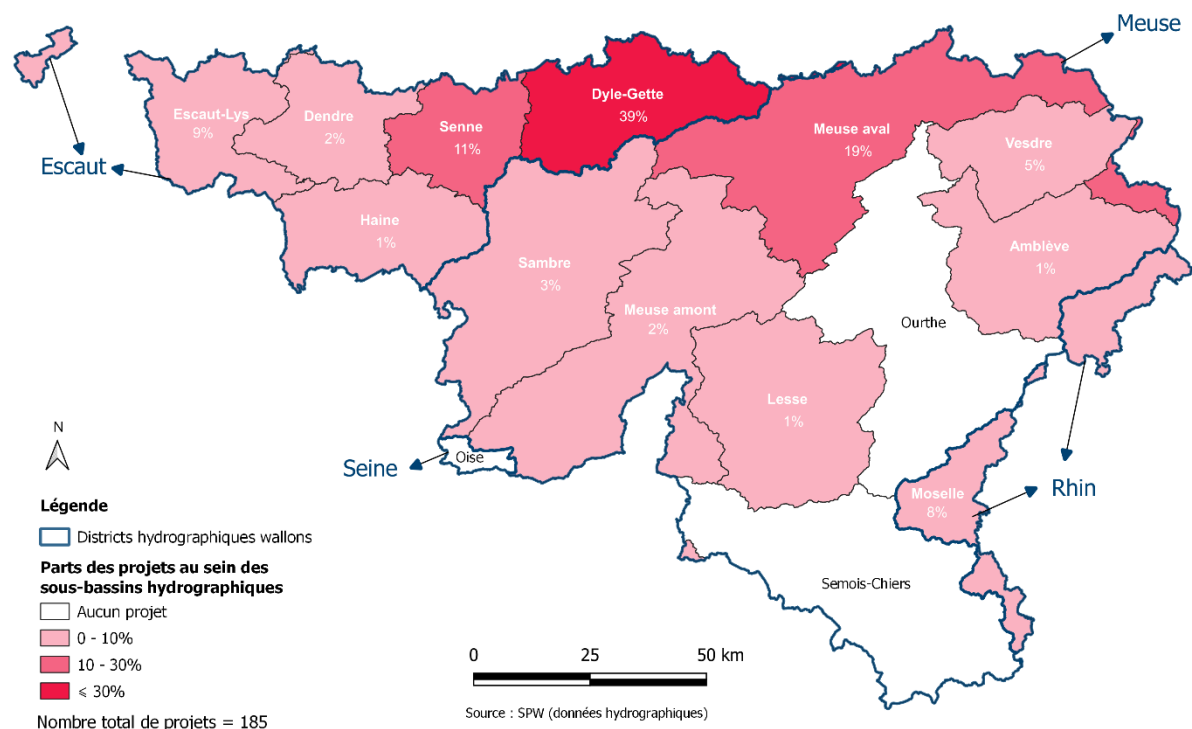 Meuse
Escaut-Lys
9%
Dendre
2%
Senne
11%
Dyle-Gette
39%
Meuse aval
19%
Vesdre
5%
Escaut
Haine
1%
Sambre
3%
Meuse amont
2%
Amblève
1%
Ourthe
Lesse
1%
N
Seine
Oise
Moselle
8%
Rhin
Semois-Chiers
Légende
Districts hydrographiques wallons
Parts des projets au sein des
sous-bassins hydrographiques
Aucun projet
0 - 10%
10 - 30%
⩽ 30%
Nombre total de projets = 185
0 25 50 km
Source : SPW (données hydrographiques)